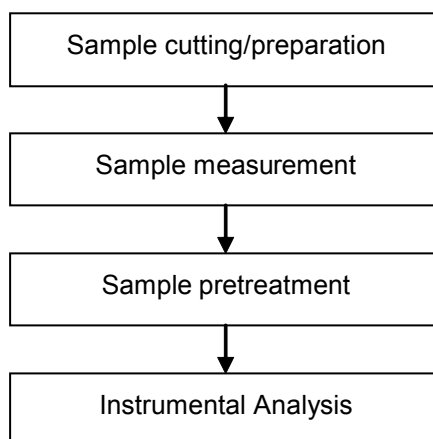 Sample cutting/preparation
Sample measurement
Sample pretreatment
Instrumental Analysis